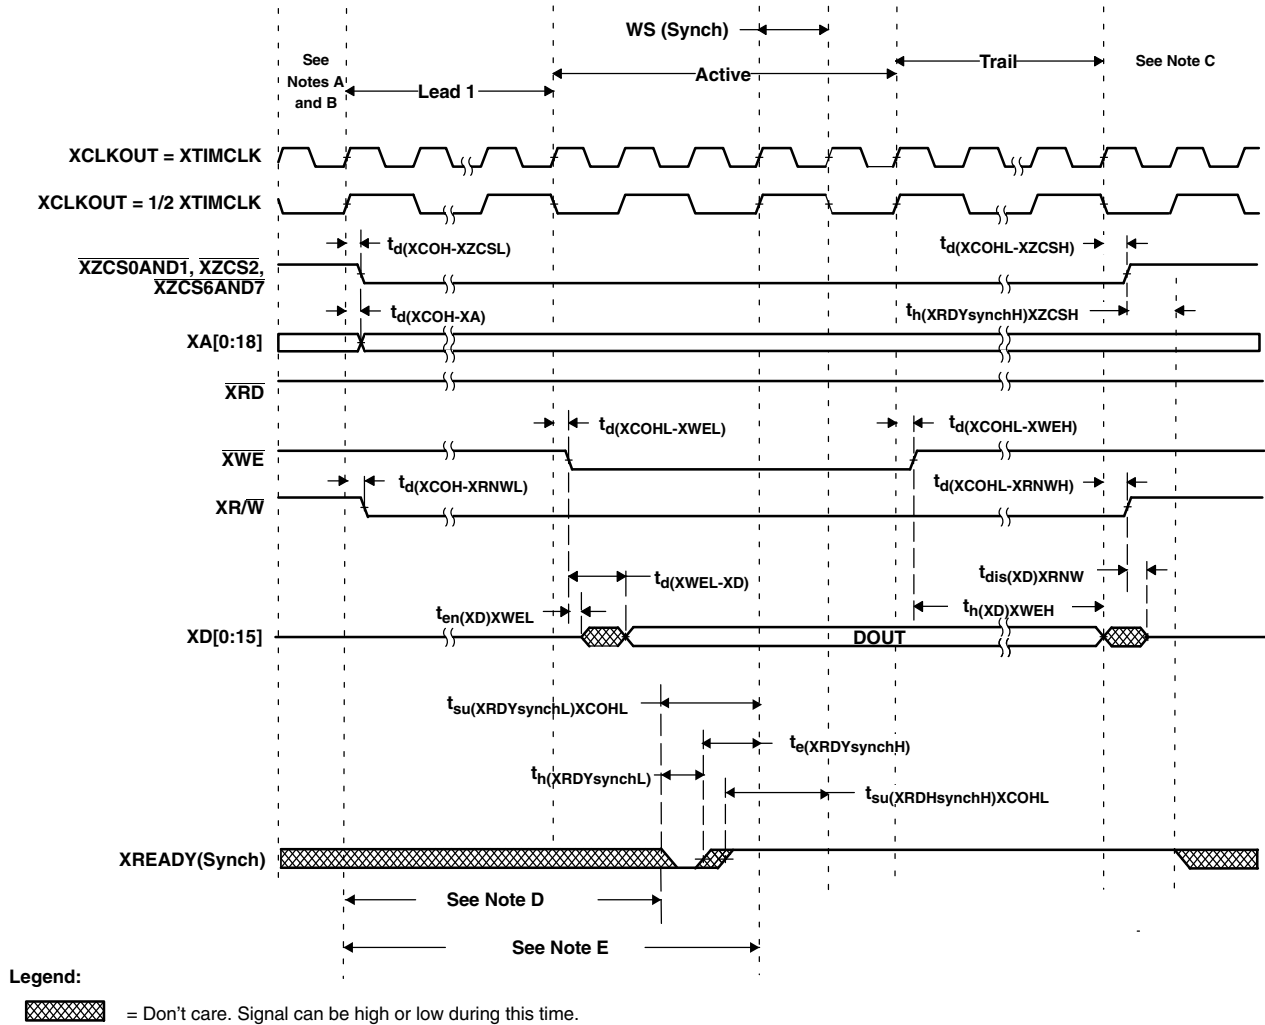 WS (Synch)
See
Notes A
and B
Lead 1
Active
Trail
See Note C
XCLKOUT = XTIMCLK
XCLKOUT = 1/2 XTIMCLK
td(XCOH-XZCSL)
td(XCOHL-XZCSH)
XZCS0AND1, XZCS2,
XZCS6AND7
td(XCOH-XA)
th(XRDYsynchH)XZCSH
XA[0:18]
XRD
td(XCOHL-XWEL)
td(XCOHL-XWEH)
XWE
td(XCOH-XRNWL)
td(XCOHL-XRNWH)
XR/W
td(XWEL-XD)
tdis(XD)XRNW
ten(XD)XWEL
th(XD)XWEH
XD[0:15]
DOUT
tsu(XRDYsynchL)XCOHL
te(XRDYsynchH)
th(XRDYsynchL)
tsu(XRDHsynchH)XCOHL
XREADY(Synch)
See Note D
See Note E
Legend:
= Don't care. Signal can be high or low during this time.